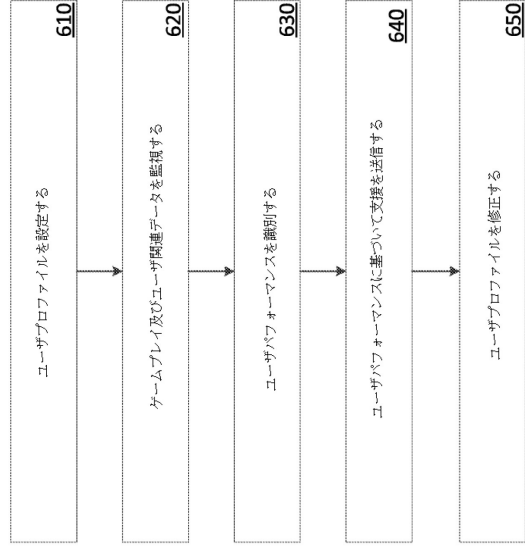 610
ユーザプロファイルを設定する
620
ゲームプレイ及びユーザ関連データを監視する
630
ユーザパフォーマンスを識別する
640
ユーザパフォーマンスに基づいて支援を送信する
650
ユーザプロファイルを修正する